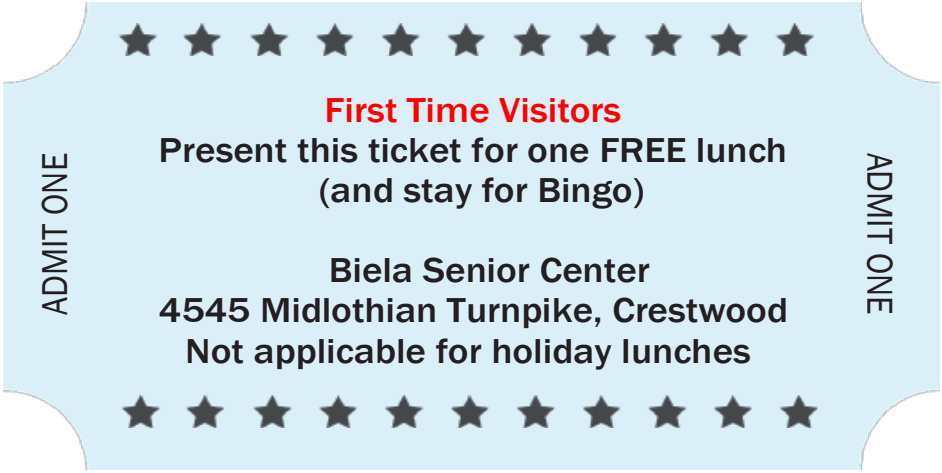 First Time Visitors
Present this ticket for one FREE lunch
(and stay for Bingo)
ADMIT ONE
ADMIT ONE
Biela Senior Center
4545 Midlothian Turnpike, Crestwood
Not applicable for holiday lunches